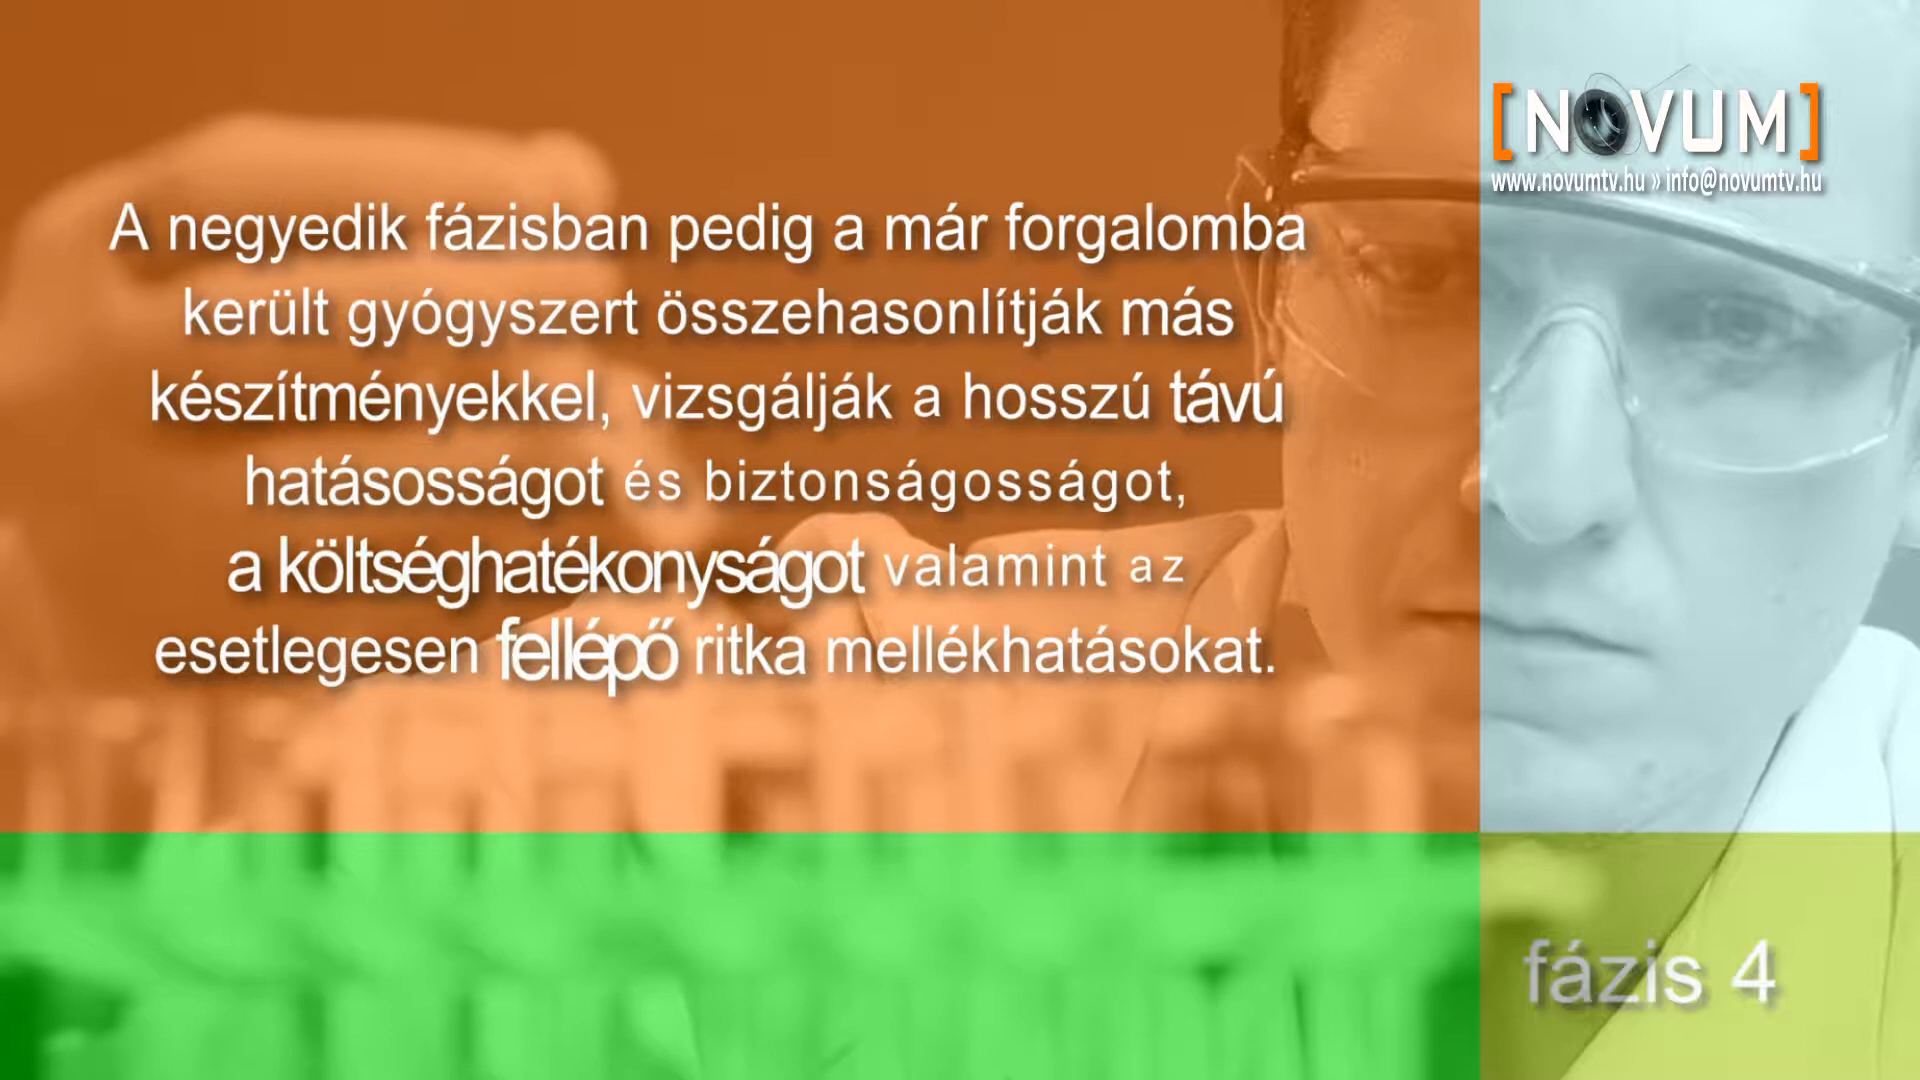 [NOVUM]
www.novumtv.hu » info@novumtv.hu
A negyedik fázisban pedig a már forgalomba
került gyógyszert összehasonlítják más
készítményekkel, vizsgálják a hosszú távú
hatásosságot és biztonságosságot,
a költséghatékonyságot valamint az
esetlegesen fellépő ritka mellékhatásokat.
fázis 4